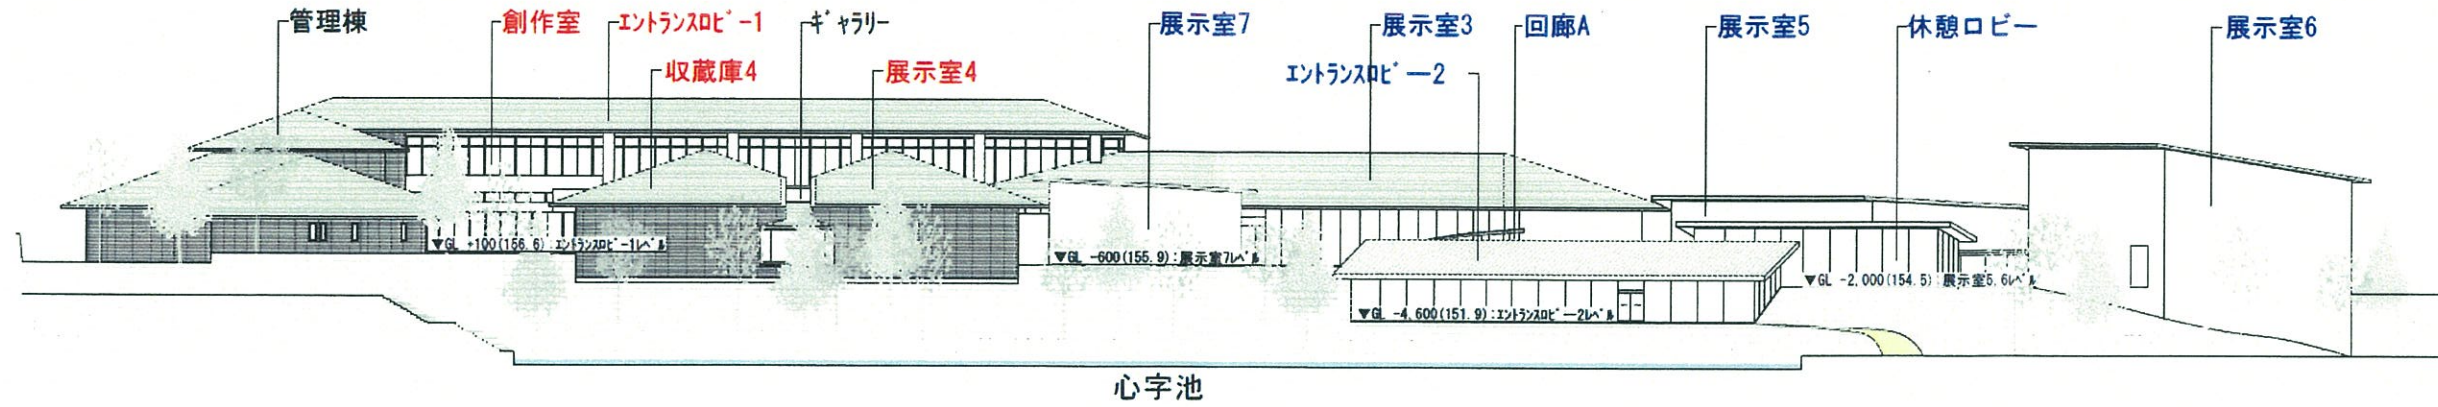 管理棟
創作室
エントランスロビー1
ギャラリー
展示室7
展示室3
回廊A
展示室5
休憩ロビー
展示室6
収蔵庫4
展示室4
エントランスロビー2
▼GL +100(156.6):エントランスロビー1レベル
▼GL -600(155.9):展示室7レベル
▼GL -2,000(154.5):展示室5.6レベル
▼GL -4,600(151.9):エントランスロビー2レベル
心字池